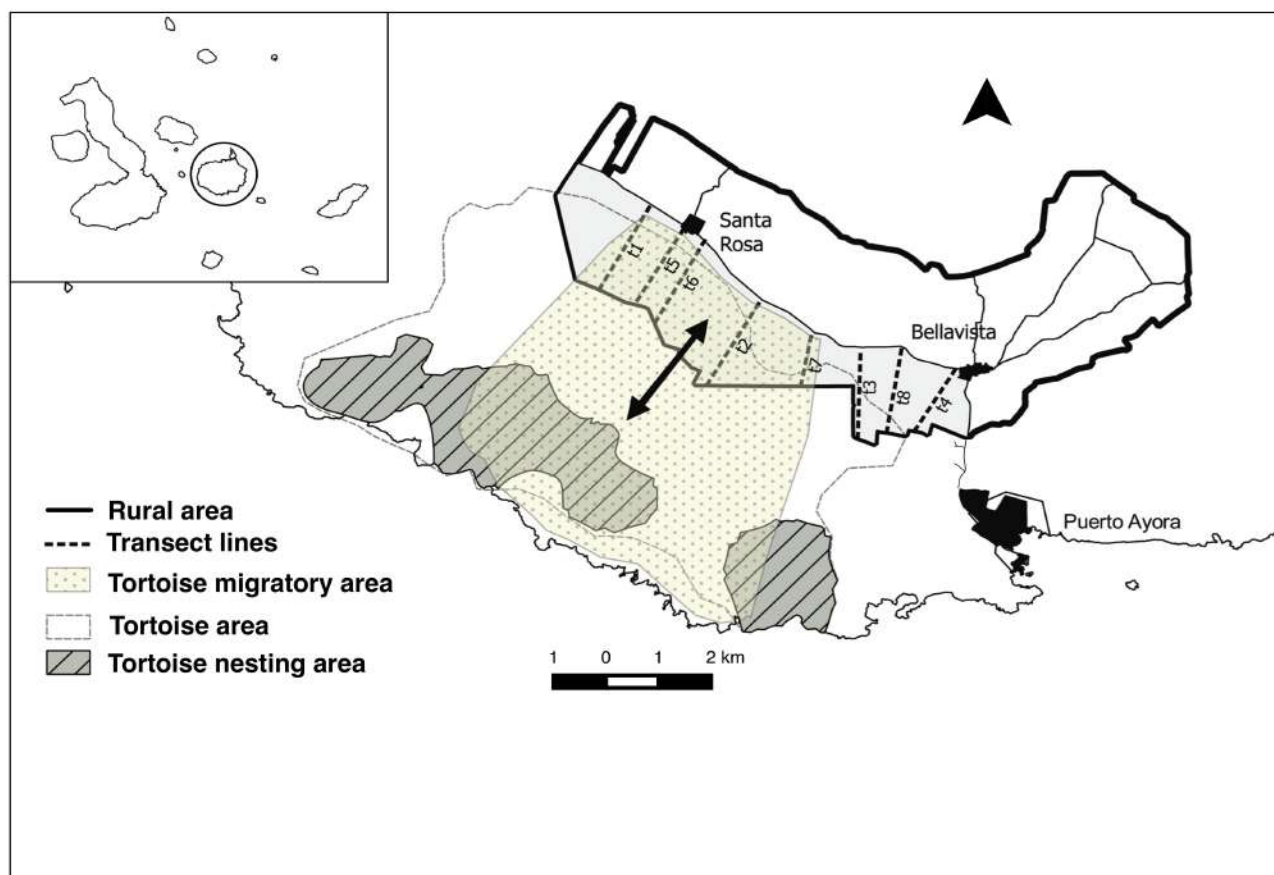 Santa
Rosa
t1
t5
t6
t2
t7
Bellavista
t3
t8
t4
Puerto Ayora
Rural area
Transect lines
Tortoise migratory area
Tortoise area
Tortoise nesting area
1 0 1 2 km